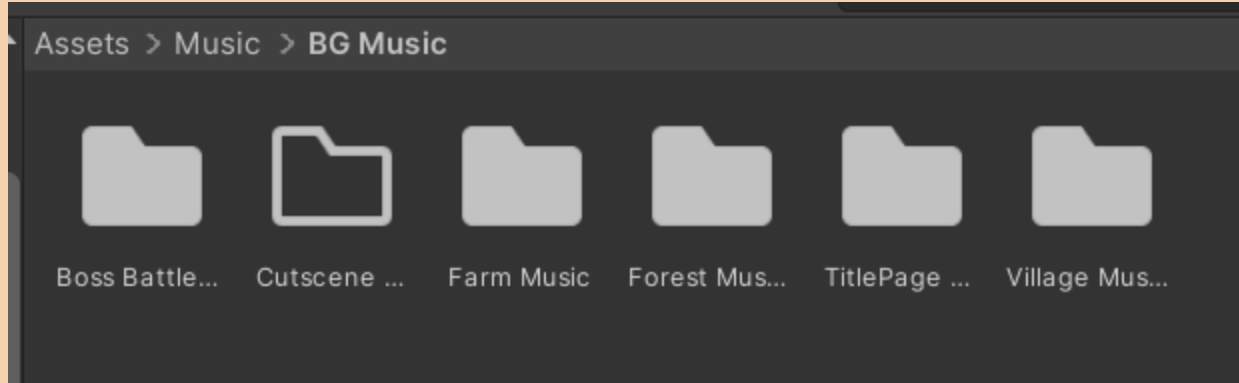 Assets > Music > BG Music
Boss Battle... Cutscene ... Farm Music Forest Mus... TitlePage ... Village Mus...